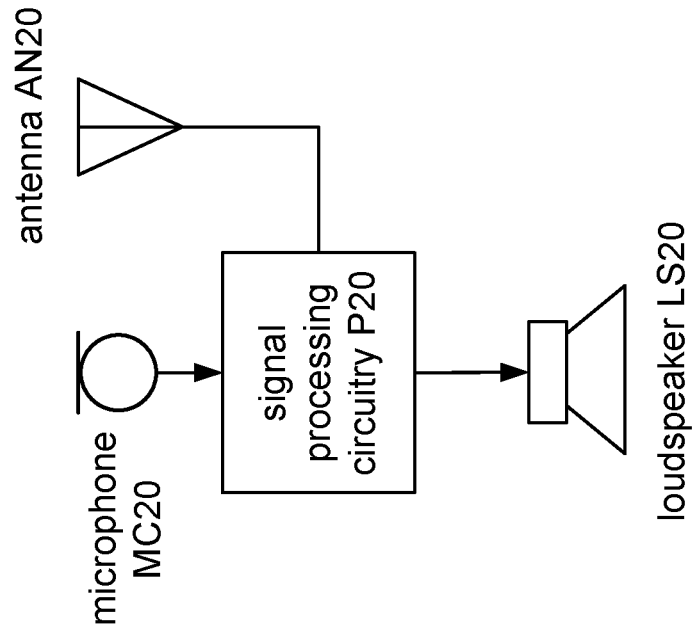 microphone
MC20
antenna AN20
signal
processing
circuitry P20
loudspeaker LS20